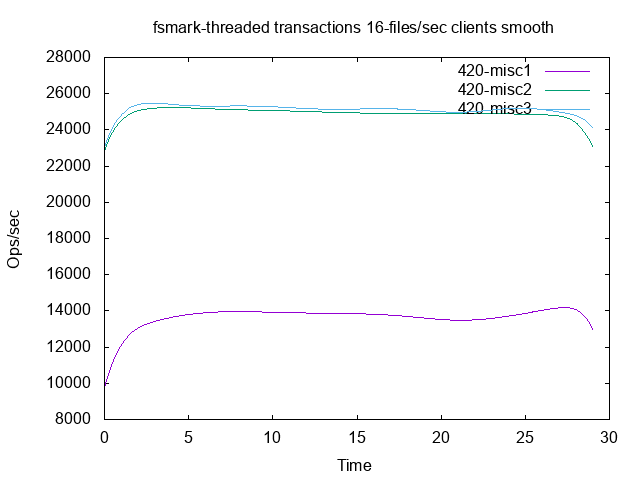 fsmark-threaded transactions 16-files/sec clients smooth
28000
26000
24000
22000
20000
18000
16000
14000
12000
10000
8000
420-misc1
420-misc2
420-misc3
Ops/sec
0 5 10 15 20 25 30
Time